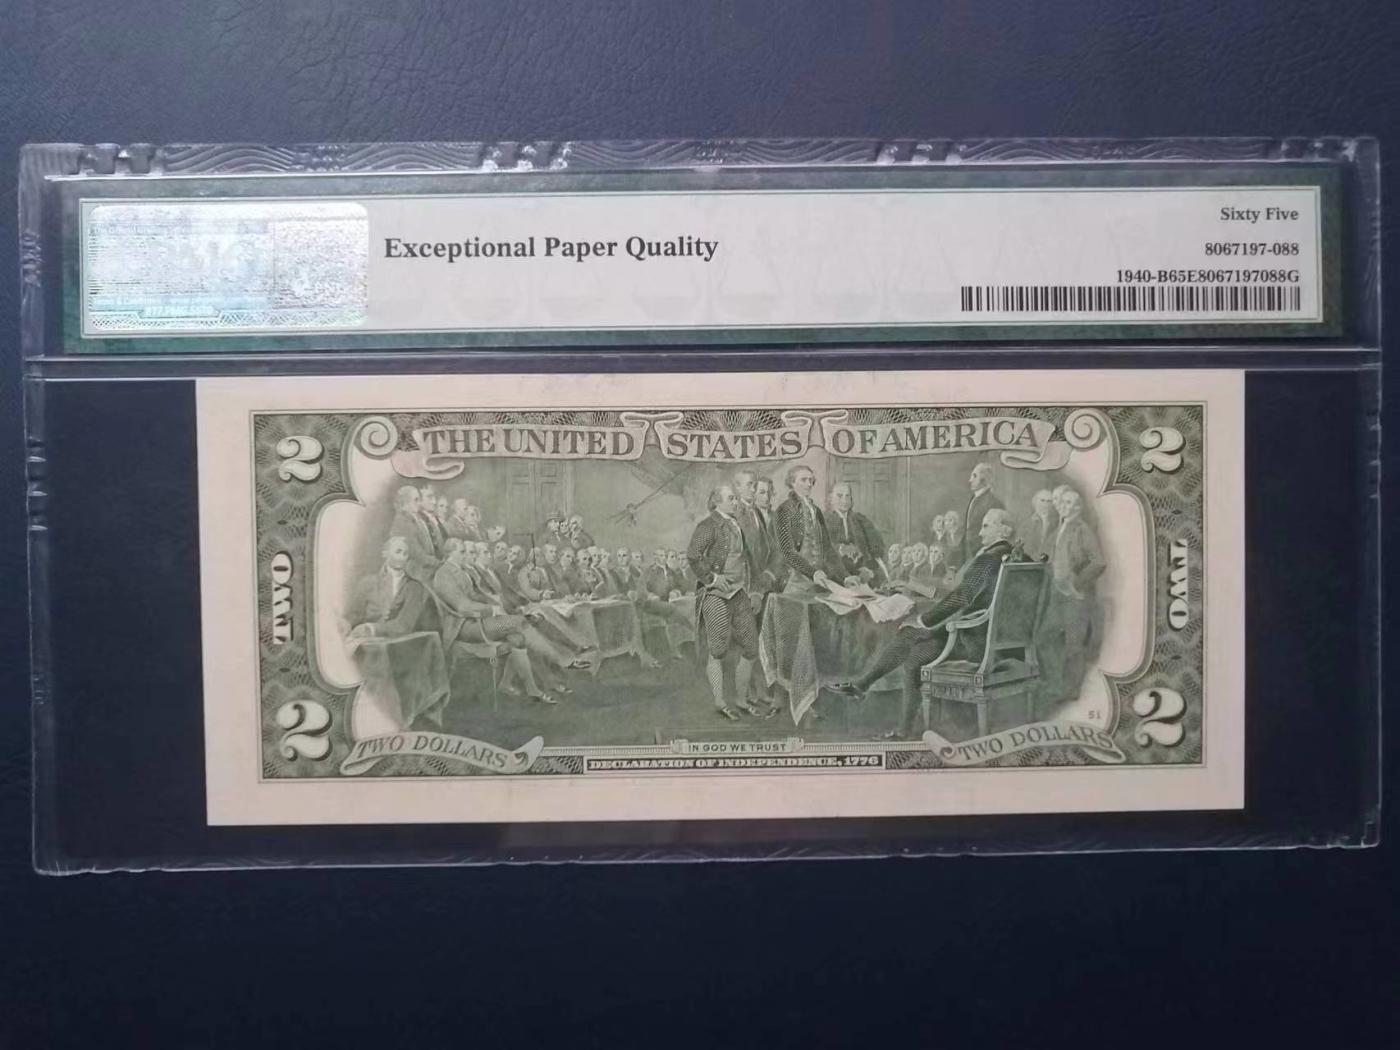 Sixty Five
Exceptional Paper Quality
8067197-088
1940-B65E8067197088G
2 THE UNITED STATES OF AMERICA 2
TWO
TWO
51
2 TWO DOLLARS IN GOD WE TRUST TWO DOLLARS 2
DECLARATION OF INDEPENDENCE, 1776